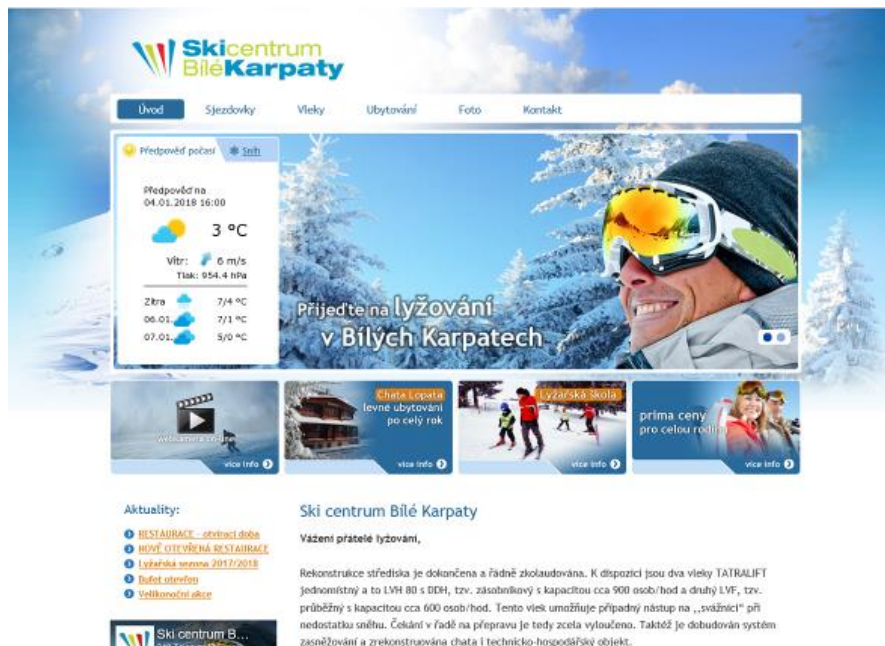 Skicentrum
BíléKarpaty
Úvod Sjezdovky Vleky Ubytování Foto Kontakt
Předpověď počasí Sníh
Předpověď na
04.01.2018 16:00
3 °C
Vítr: 6 m/s
Tlak: 954.4 hPa
Zítra 7/4 °C
06.01. 7/1 °C
07.01. 5/0 °C
Přijeďte na lyžování
v Bílých Karpatech
webkamera on-line
více info
Chata Lopata
levné ubytování
po celý rok
více info
Lyžařská škola
více info
prima ceny
pro celou rodinu
více info
Aktuality:
RESTAURACE - otvírací doba
NOVĚ OTEVŘENÁ RESTAURACE
Lyžařská sezona 2017/2018
Bufet otevřen
Velikonoční akce
Ski centrum B...
Ski centrum Bílé Karpaty
Vážení přátelé lyžování,
Rekonstrukce střediska je dokončena a řádně zkolaudována. K dispozici jsou dva vleky TATRALIFT
jednomístný a to LVH 80 s DDH, tzv. zásobníkový s kapacitou cca 900 osob/hod a druhý LVF, tzv.
průběžný s kapacitou cca 600 osob/hod. Tento vlek umožňuje případný nástup na ,,svážnici" při
nedostatku sněhu. Čekání v řadě na přepravu je tedy zcela vyloučeno. Taktéž je dobudován systém
zasněžování a zrekonstruována chata i technicko-hospodářský objekt.